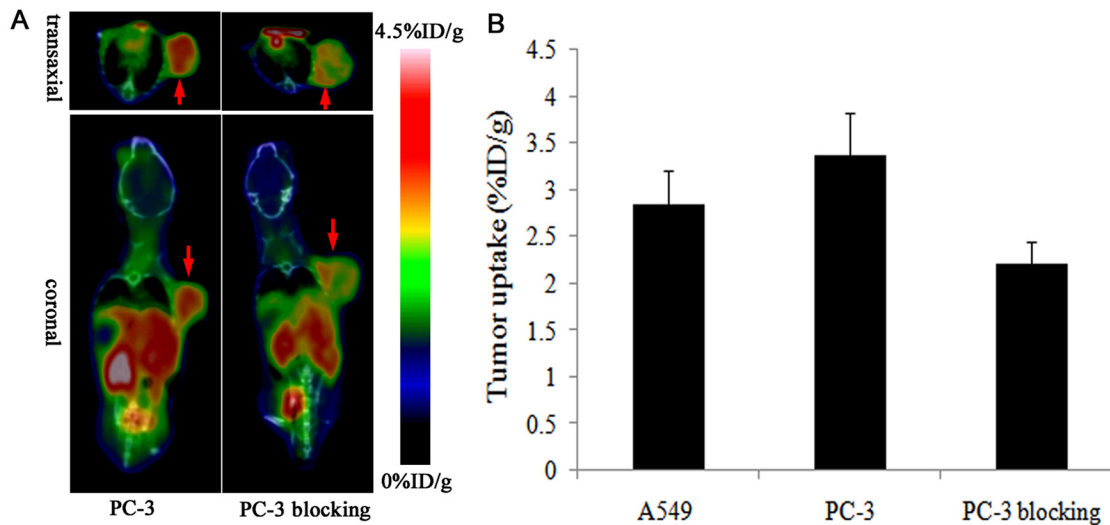 A
transaxial
coronal
PC-3
PC-3 blocking
4.5%ID/g
0%ID/g
B
Tumor uptake (%ID/g)
4.5
4
3.5
3
2.5
2
1.5
1
0.5
0
A549
PC-3
PC-3 blocking